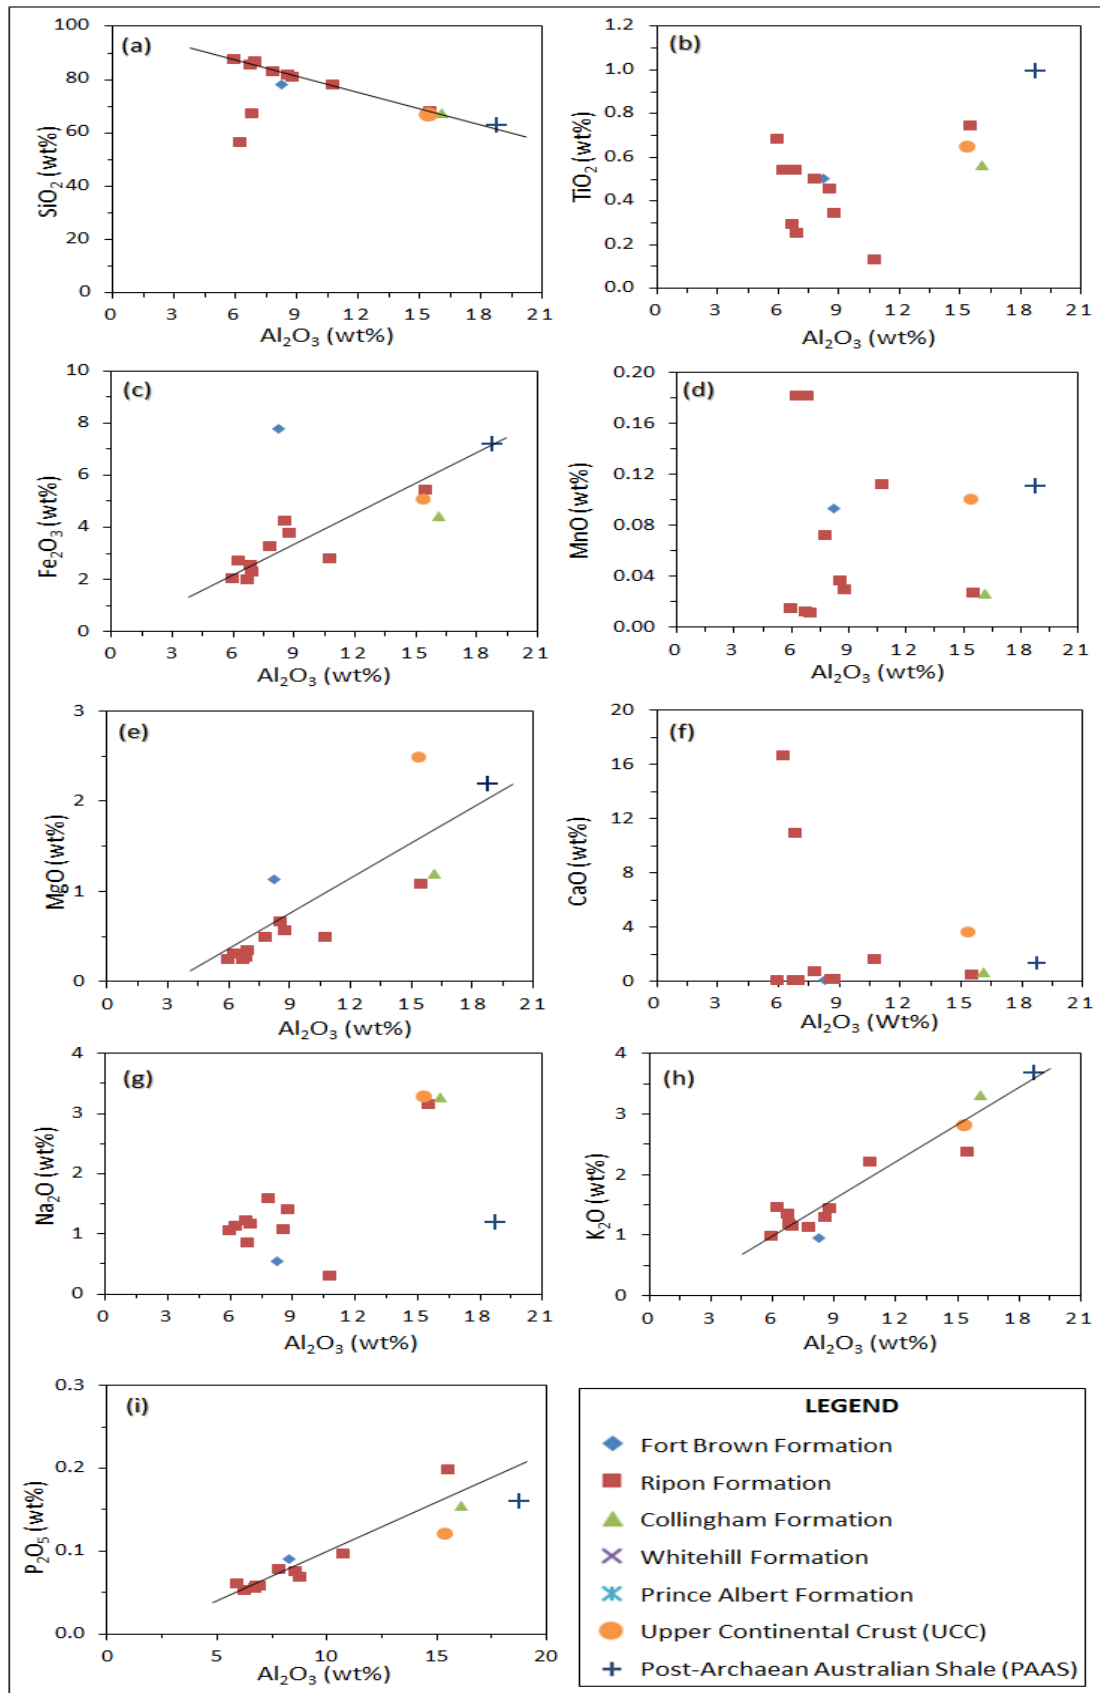 (a)
SiO₂ (wt%)
100
80
60
40
20
0
0 3 6 9 12 15 18 21
Al₂O₃ (wt%)
(b)
TiO₂ (wt%)
1.2
1.0
0.8
0.6
0.4
0.2
0.0
0 3 6 9 12 15 18 21
Al₂O₃ (wt%)
(c)
Fe₂O₃ (wt%)
10
8
6
4
2
0
0 3 6 9 12 15 18 21
Al₂O₃ (wt%)
(d)
MnO (wt%)
0.20
0.16
0.12
0.08
0.04
0.00
0 3 6 9 12 15 18 21
Al₂O₃ (wt%)
(e)
MgO (wt%)
3
2
1
0
0 3 6 9 12 15 18 21
Al₂O₃ (wt%)
(f)
CaO (wt%)
20
16
12
8
4
0
0 3 6 9 12 15 18 21
Al₂O₃ (Wt%)
(g)
Na₂O (wt%)
4
3
2
1
0
0 3 6 9 12 15 18 21
Al₂O₃ (wt%)
(h)
K₂O (wt%)
4
3
2
1
0
0 3 6 9 12 15 18 21
Al₂O₃ (wt%)
(i)
P₂O₅ (wt%)
0.3
0.2
0.1
0.0
0 5 10 15 20
Al₂O₃ (wt%)
LEGEND
Fort Brown Formation
Ripon Formation
Collingham Formation
Whitehill Formation
Prince Albert Formation
Upper Continental Crust (UCC)
Post-Archaean Australian Shale (PAAS)